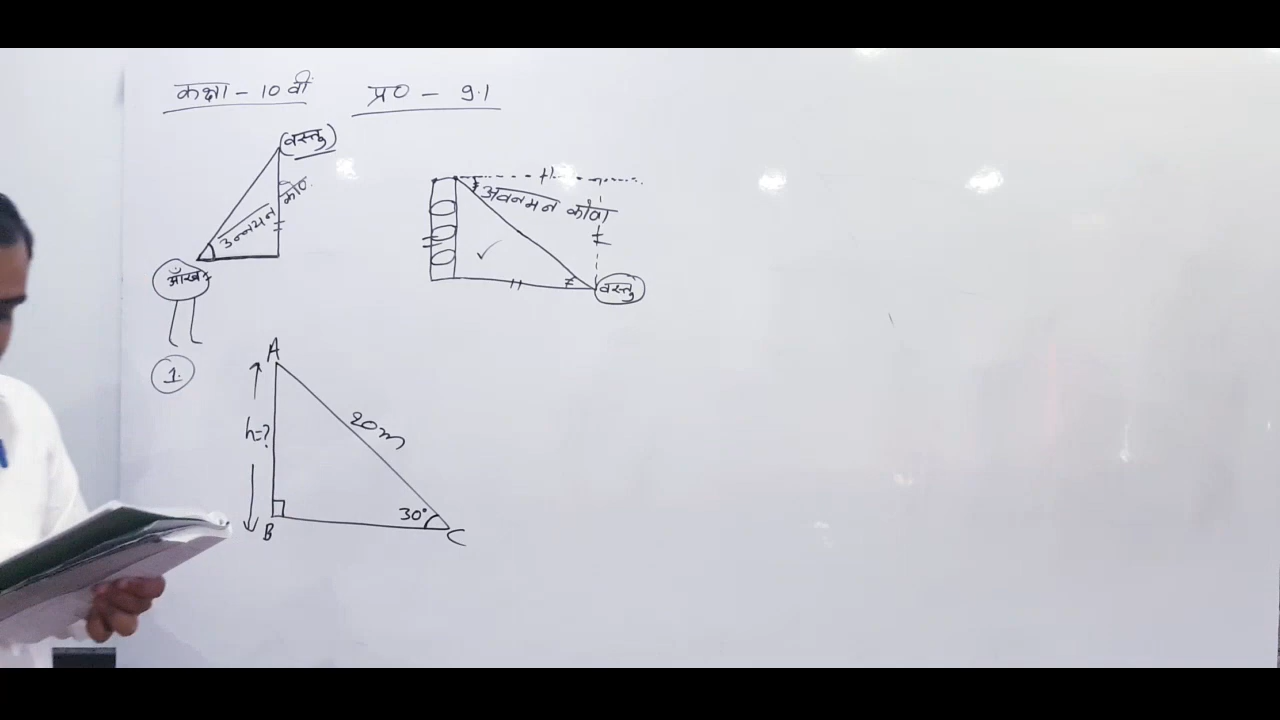 कक्षा - 10 वीं प्र० - 9.1
(वस्तु)
उन्नयन कोण
आँख
अवनमन कोण
वस्तु
1.
A
h=?
20m
30°
B
C